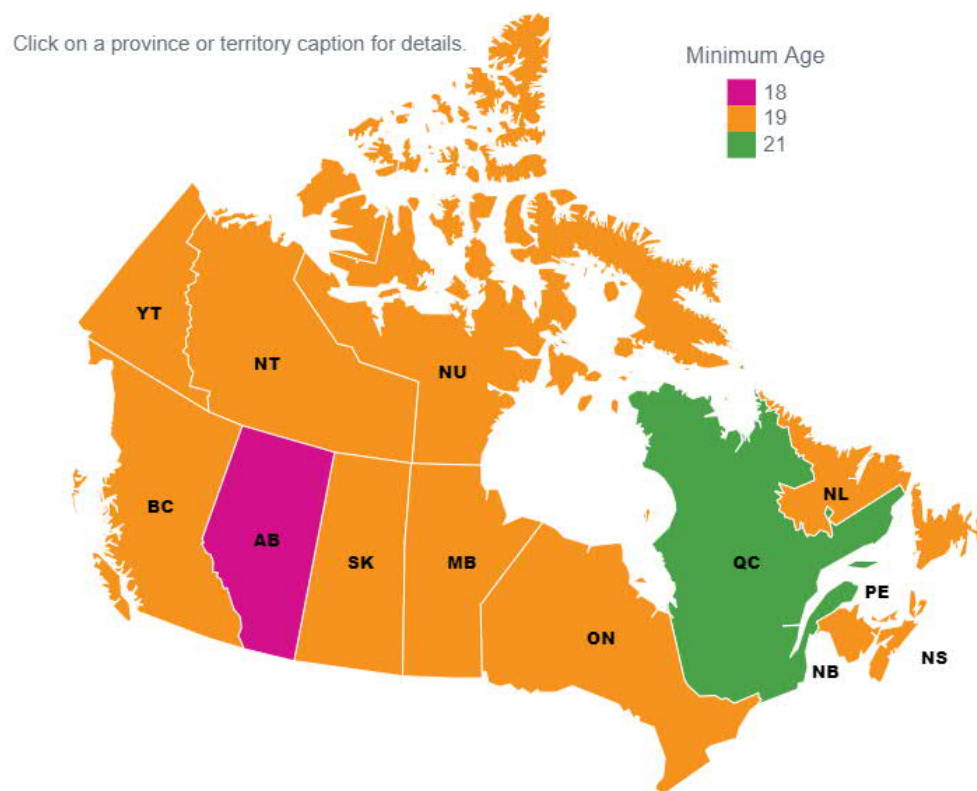 Click on a province or territory caption for details.
Minimum Age
18
19
21
YT
NT
NU
BC
AB
SK
MB
ON
QC
NL
PE
NB
NS